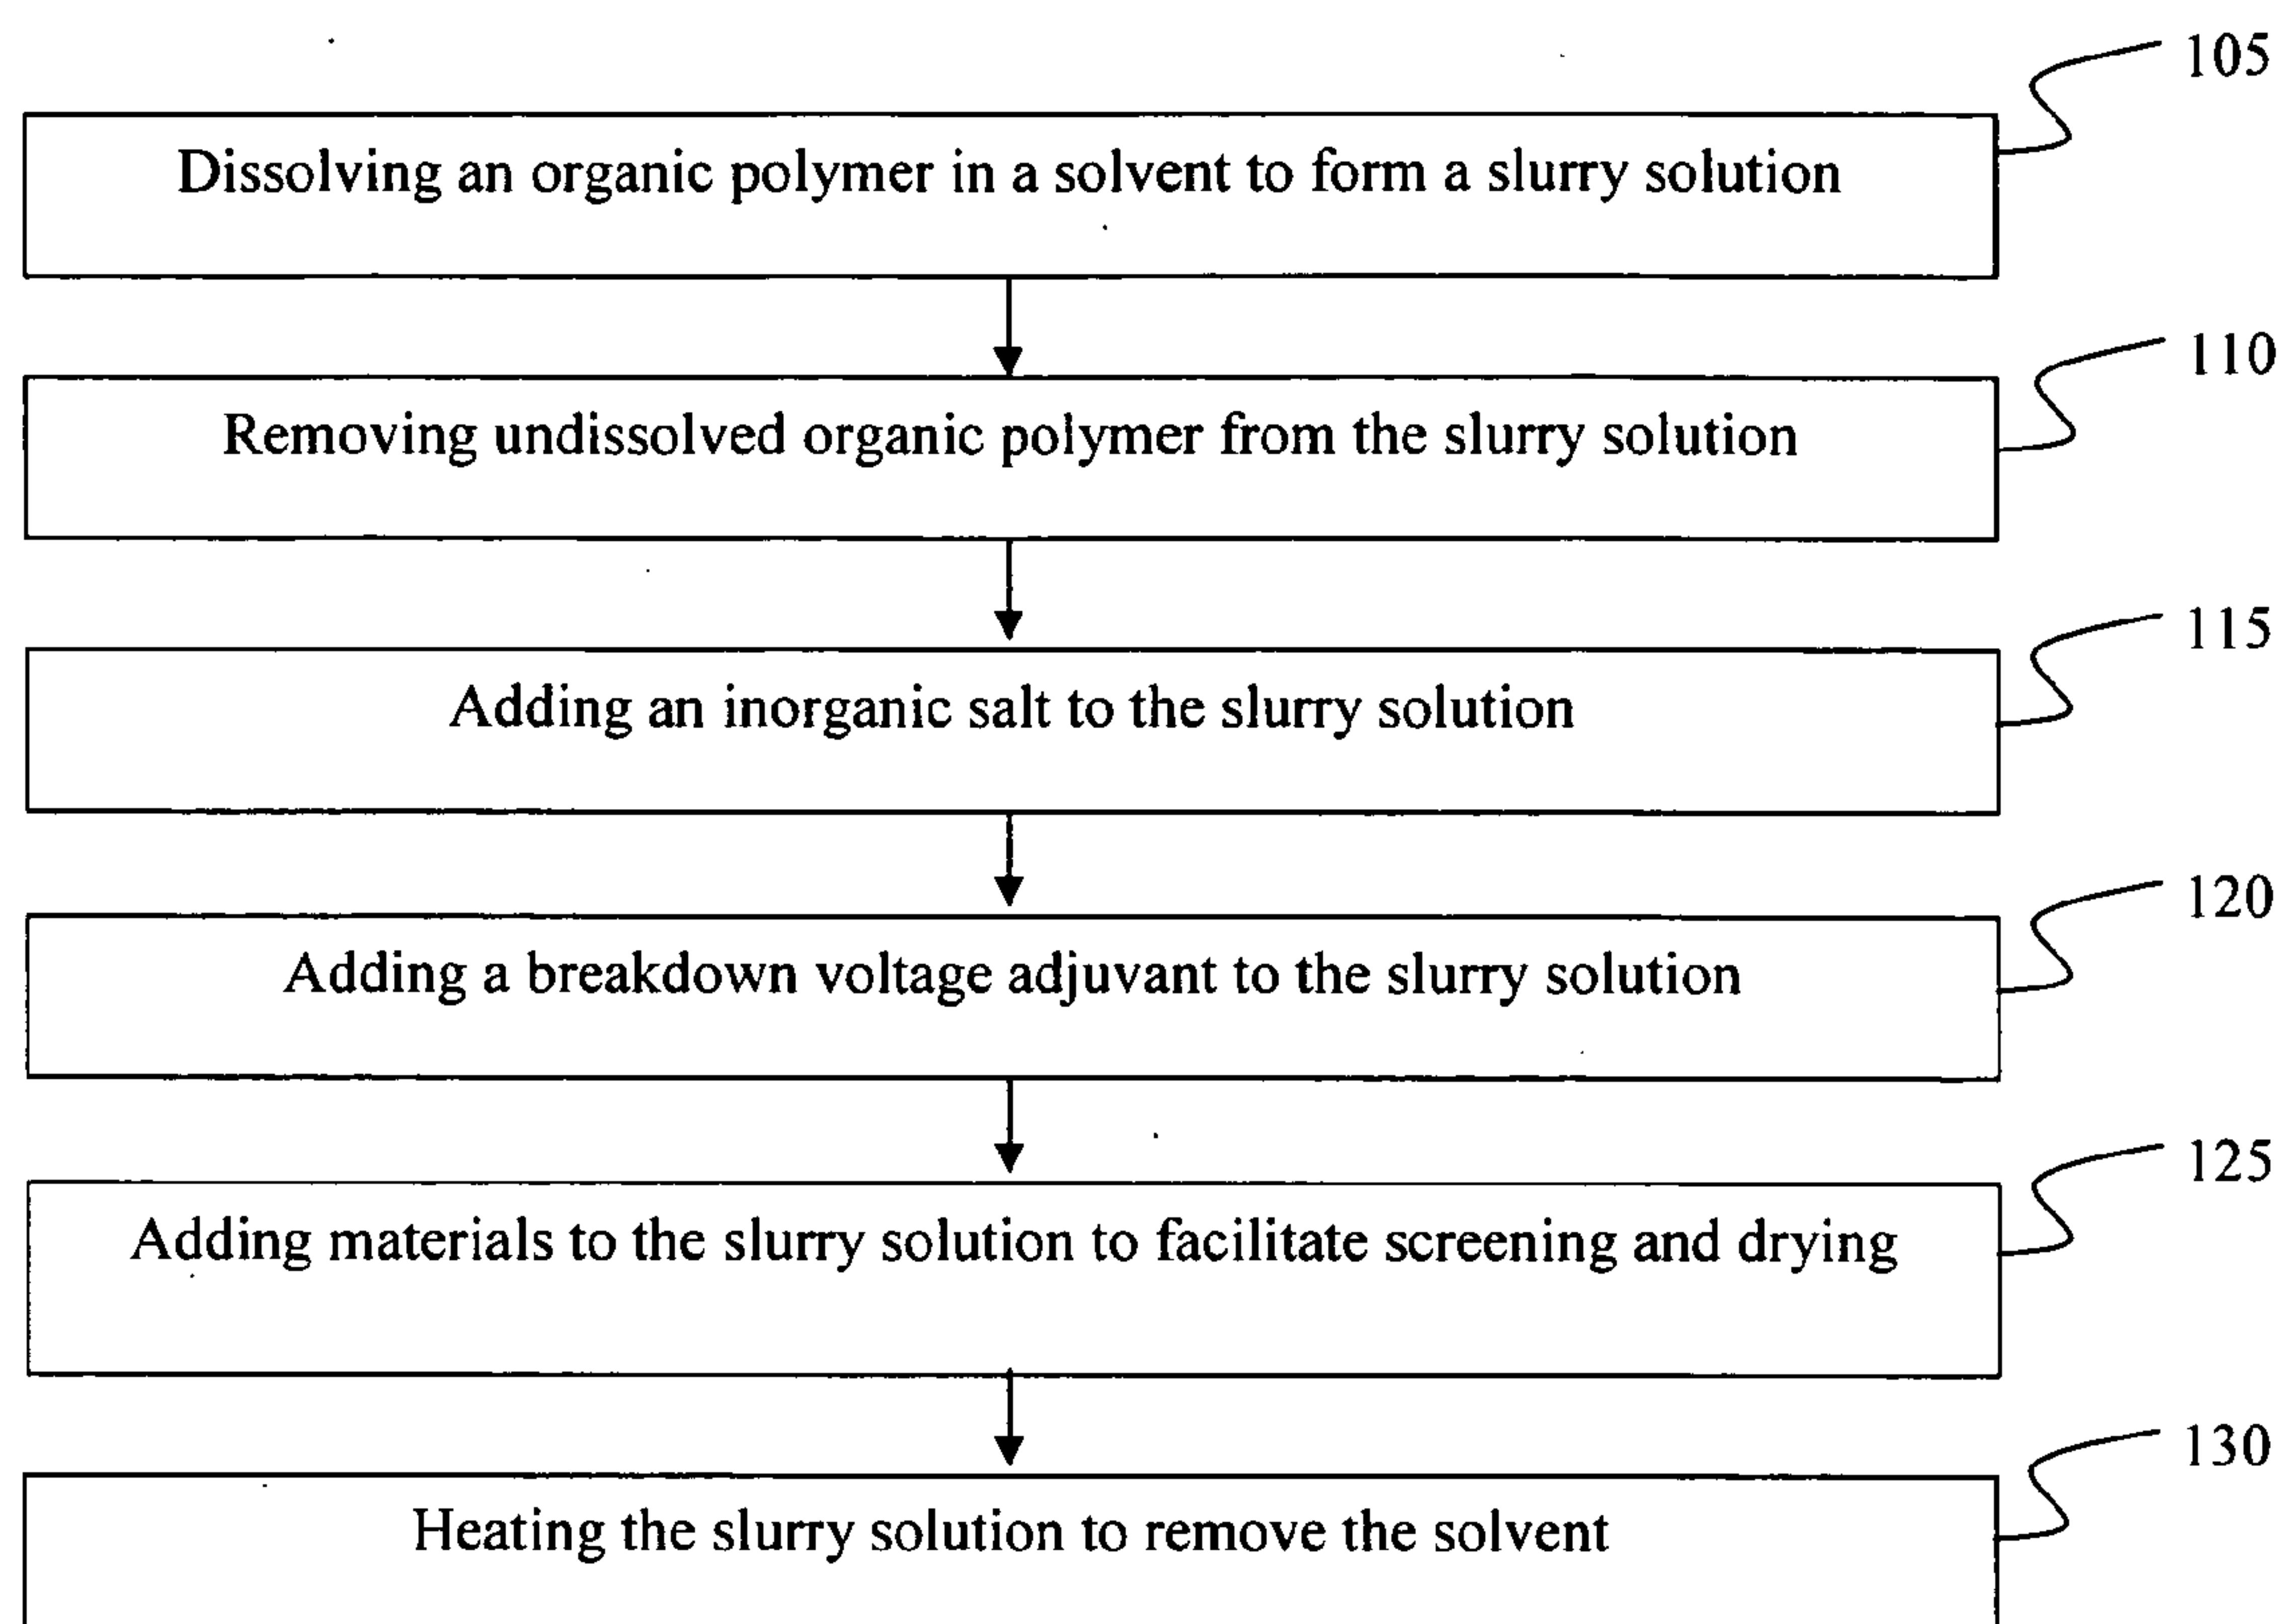 105
Dissolving an organic polymer in a solvent to form a slurry solution
110
Removing undissolved organic polymer from the slurry solution
115
Adding an inorganic salt to the slurry solution
120
Adding a breakdown voltage adjuvant to the slurry solution
125
Adding materials to the slurry solution to facilitate screening and drying
130
Heating the slurry solution to remove the solvent